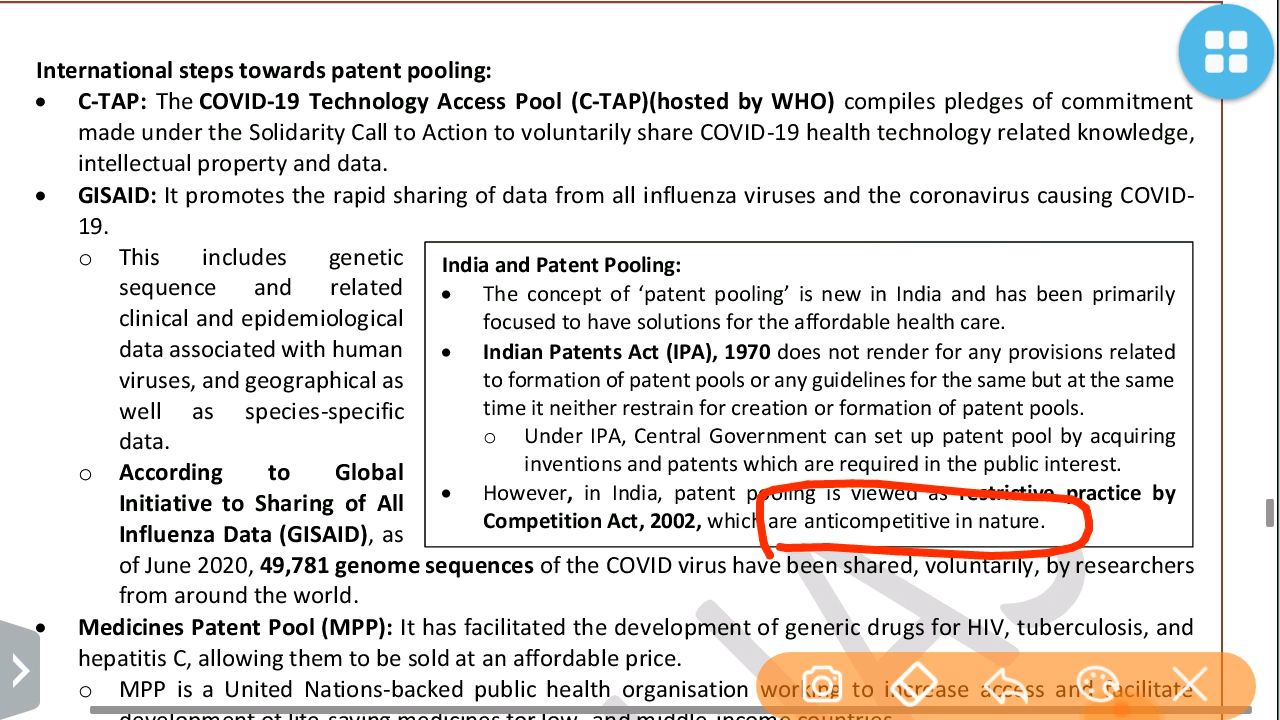 International steps towards patent pooling:
• C-TAP: The COVID-19 Technology Access Pool (C-TAP)(hosted by WHO) compiles pledges of commitment
made under the Solidarity Call to Action to voluntarily share COVID-19 health technology related knowledge,
intellectual property and data.
• GISAID: It promotes the rapid sharing of data from all influenza viruses and the coronavirus causing COVID-
19.
o This includes genetic
sequence and related
clinical and epidemiological
data associated with human
viruses, and geographical as
well as species-specific
data.
o According to Global
Initiative to Sharing of All
Influenza Data (GISAID), as
of June 2020, 49,781 genome sequences of the COVID virus have been shared, voluntarily, by researchers
from around the world.
India and Patent Pooling:
• The concept of ‘patent pooling’ is new in India and has been primarily
focused to have solutions for the affordable health care.
• Indian Patents Act (IPA), 1970 does not render for any provisions related
to formation of patent pools or any guidelines for the same but at the same
time it neither restrain for creation or formation of patent pools.
o Under IPA, Central Government can set up patent pool by acquiring
inventions and patents which are required in the public interest.
• However, in India, patent pooling is viewed as restrictive practice by
Competition Act, 2002, which are anticompetitive in nature.
• Medicines Patent Pool (MPP): It has facilitated the development of generic drugs for HIV, tuberculosis, and
hepatitis C, allowing them to be sold at an affordable price.
o MPP is a United Nations-backed public health organisation working to increase access and facilitate
development of life-saving medicines for low- and middle-income countries.
IAS